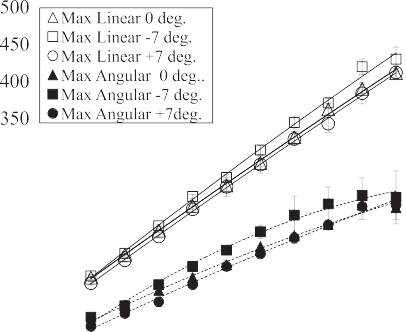 500
450
400
350
Max Linear 0 deg.
Max Linear -7 deg.
Max Linear +7 deg.
Max Angular 0 deg..
Max Angular -7 deg.
Max Angular +7deg.